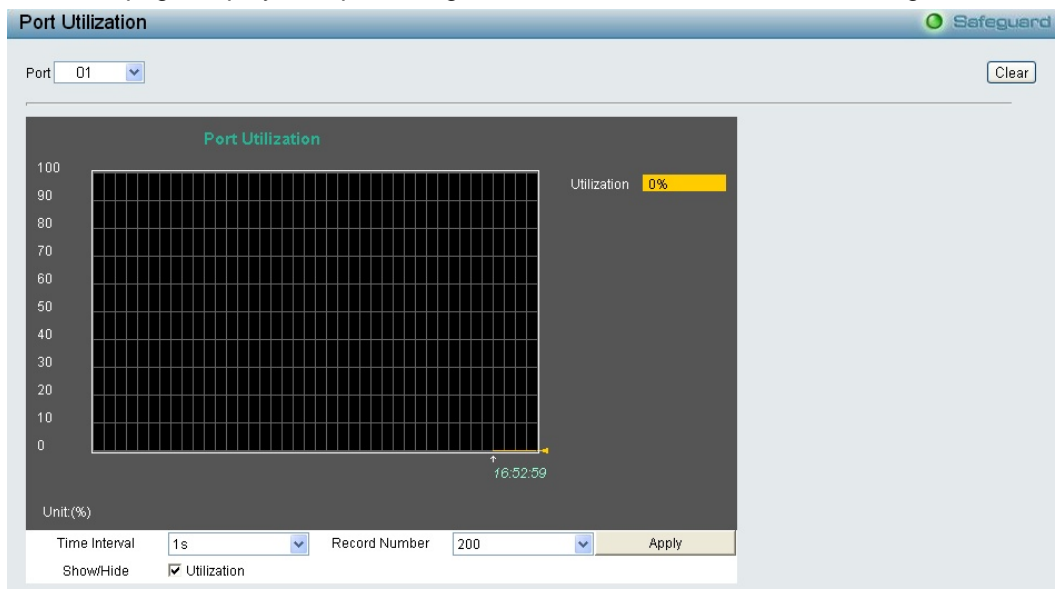 Port Utilization
Safeguard
Port 01
Clear
Port Utilization
100
90
80
70
60
50
40
30
20
10
0
Utilization 0%
16:52:59
Unit:(%)
Time Interval 1s Record Number 200 Apply
Show/Hide Utilization